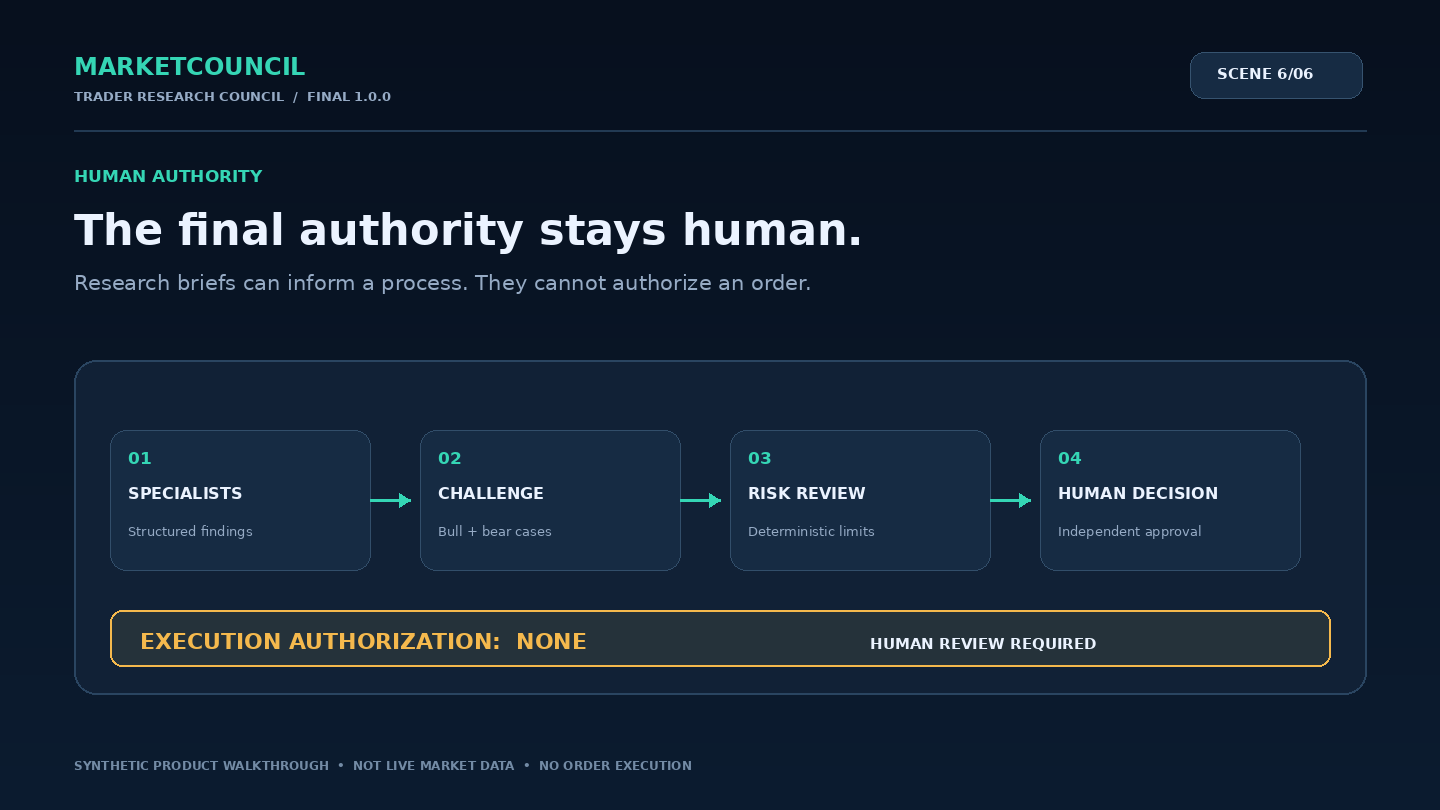 MARKETCOUNCIL
TRADER RESEARCH COUNCIL / FINAL 1.0.0
SCENE 6/06
HUMAN AUTHORITY
The final authority stays human.
Research briefs can inform a process. They cannot authorize an order.
01
SPECIALISTS
Structured findings
02
CHALLENGE
Bull + bear cases
03
RISK REVIEW
Deterministic limits
04
HUMAN DECISION
Independent approval
EXECUTION AUTHORIZATION: NONE
HUMAN REVIEW REQUIRED
SYNTHETIC PRODUCT WALKTHROUGH • NOT LIVE MARKET DATA • NO ORDER EXECUTION